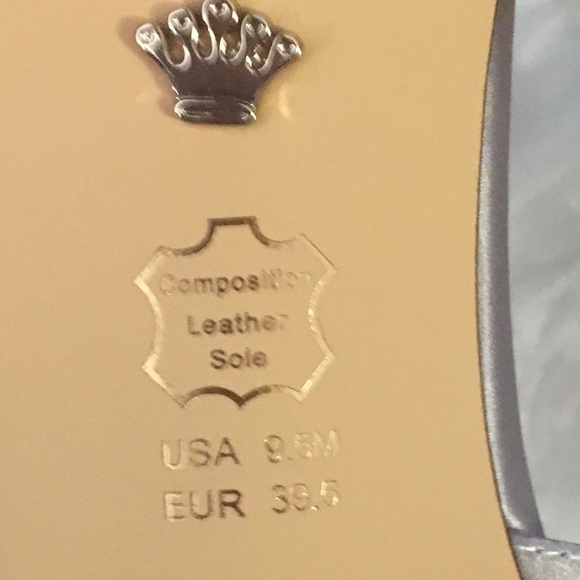 Composition
Leather
Sole
USA 9.5M
EUR 39.5